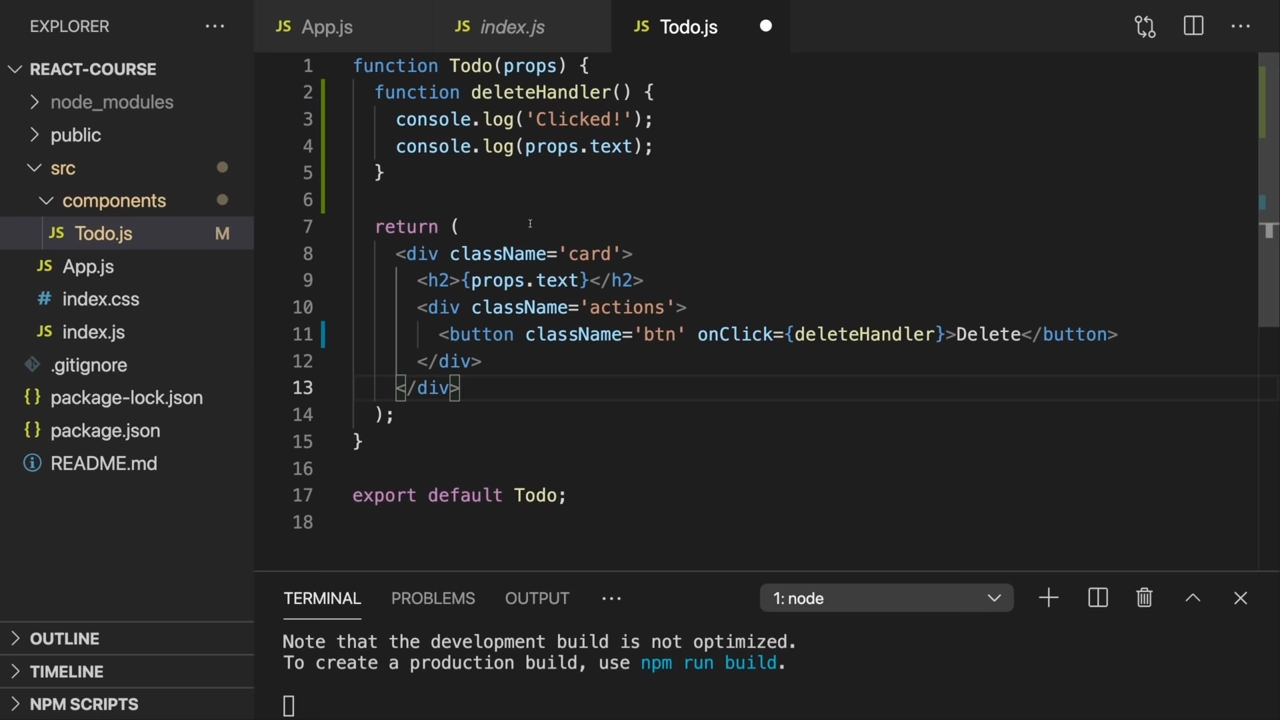 EXPLORER ···
JS App.js
JS index.js
JS Todo.js
···
REACT-COURSE
node_modules
public
src
components
JS Todo.js M
JS App.js
# index.css
JS index.js
.gitignore
{} package-lock.json
{} package.json
README.md
OUTLINE
TIMELINE
NPM SCRIPTS
1 function Todo(props) {
2 function deleteHandler() {
3 console.log('Clicked!');
4 console.log(props.text);
5 }
6
7 return (
8 <div className='card'>
9 <h2>{props.text}</h2>
10 <div className='actions'>
11 <button className='btn' onClick={deleteHandler}>Delete</button>
12 </div>
13 </div>
14 );
15 }
16
17 export default Todo;
18
TERMINAL PROBLEMS OUTPUT ··· 1: node
Note that the development build is not optimized.
To create a production build, use npm run build.